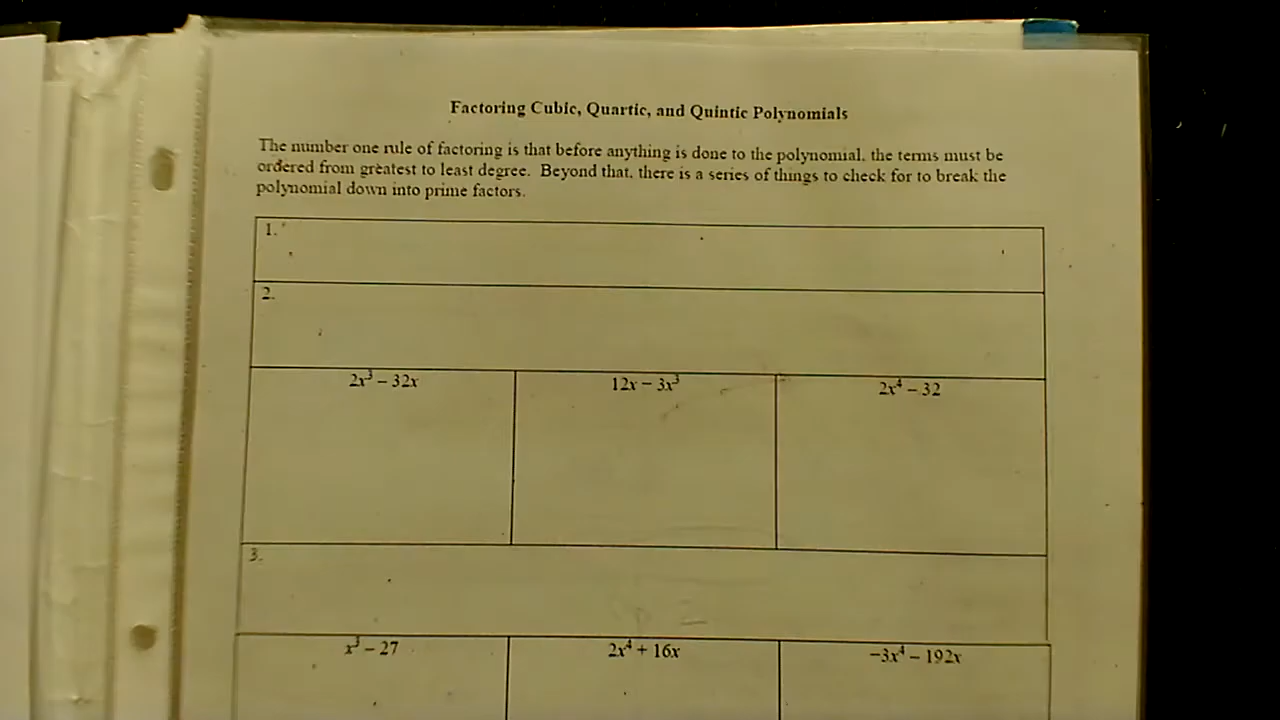 Factoring Cubic, Quartic, and Quintic Polynomials
The number one rule of factoring is that before anything is done to the polynomial, the terms must be
ordered from greatest to least degree. Beyond that, there is a series of things to check for to break the
polynomial down into prime factors.
1.
2.
2x³ – 32x
12x – 3x³
2x⁴ – 32
3.
x³ – 27
2x⁴ + 16x
–3x⁴ – 192x